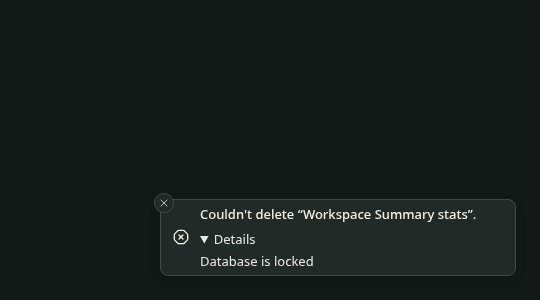 Couldn't delete “Workspace Summary stats”.
Details
Database is locked